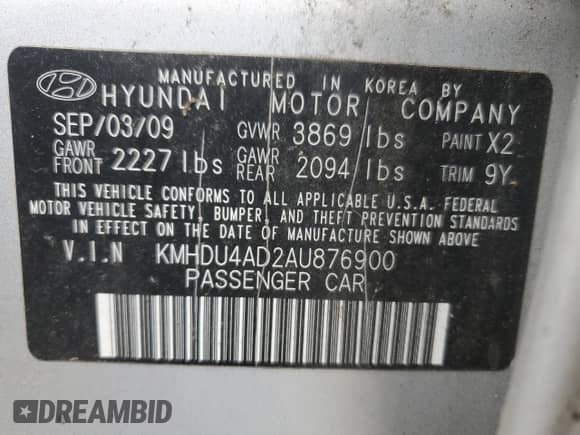 MANUFACTURED IN KOREA BY
HYUNDAI MOTOR COMPANY
SEP/03/09 GVWR 3869 lbs PAINT X2
GAWR FRONT 2227 lbs GAWR REAR 2094 lbs TRIM 9Y
THIS VEHICLE CONFORMS TO ALL APPLICABLE U.S.A. FEDERAL
MOTOR VEHICLE SAFETY, BUMPER, AND THEFT PREVENTION STANDARDS
IN EFFECT ON THE DATE OF MANUFACTURE SHOWN ABOVE
V.I.N KMHDU4AD2AU876900
PASSENGER CAR
DREAMBID